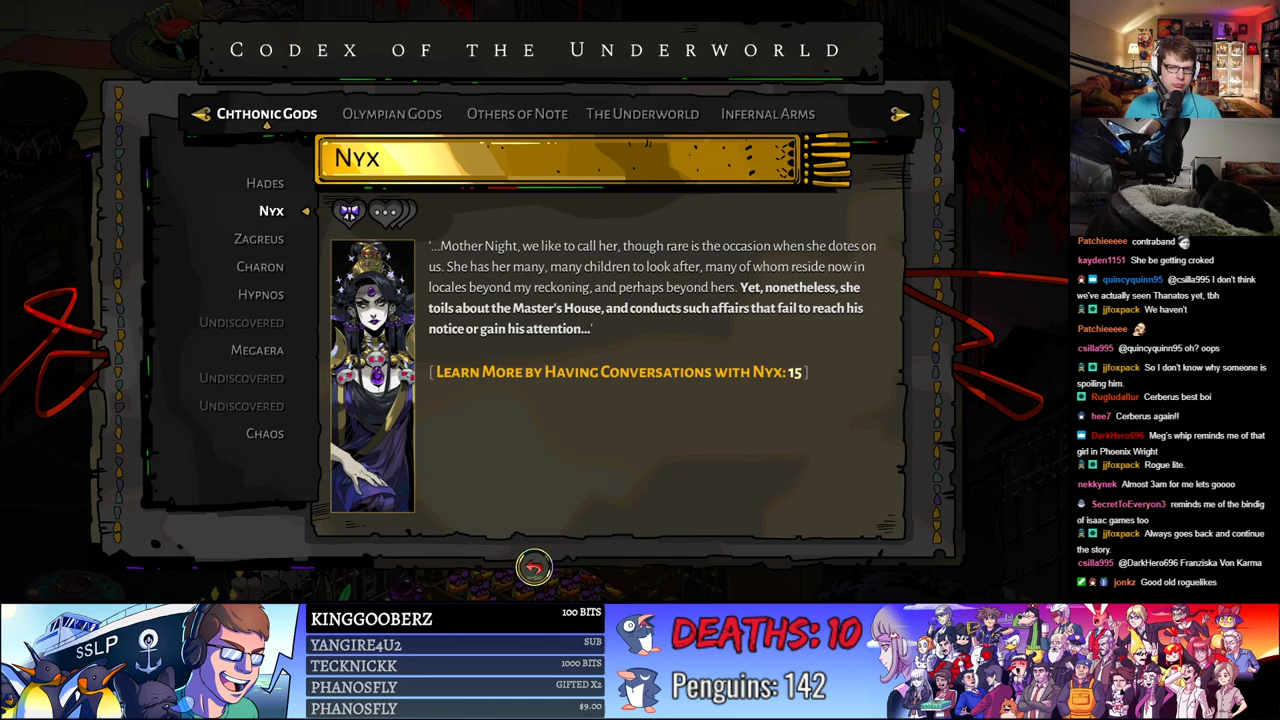 Codex of the Underworld
Chthonic Gods
Olympian Gods
Others of Note
The Underworld
Infernal Arms
Nyx
Hades
Nyx
Zagreus
Charon
Hypnos
Undiscovered
Megaera
Undiscovered
Undiscovered
Chaos
'...Mother Night, we like to call her, though rare is the occasion when she dotes on
us. She has her many, many children to look after, many of whom reside now in
locales beyond my reckoning, and perhaps beyond hers. Yet, nonetheless, she
toils about the Master's House, and conducts such affairs that fail to reach his
notice or gain his attention...'
[ Learn More by Having Conversations with Nyx: 15 ]
Patchieeeee contraband
kayden1151 She be getting croked
quincyquinn95 @csilla995 I don't think
we've actually seen Thanatos yet, tbh
jjfoxpack We haven't
Patchieeeee
csilla995 @quincyquinn95 oh? oops
jjfoxpack So I don't know why someone is
spoiling him.
Rugludallur Cerberus best boi
hee7 Cerberus again!!
DarkHero696 Meg's whip reminds me of that
girl in Phoenix Wright
jjfoxpack Rogue lite.
nekkynek Almost 3am for me lets goooo
SecretToEveryon3 reminds me of the bindig
of isaac games too
jjfoxpack Always goes back and continue
the story.
csilla995 @DarkHero696 Franziska Von Karma
jonkz Good old roguelikes
SSLP
KINGGOOBERZ 100 BITS
YANGIRE4U2 SUB
TECKNICKK 1000 BITS
PHANOSFLY GIFTED X2
PHANOSFLY $9.00
DEATHS: 10
Penguins: 142